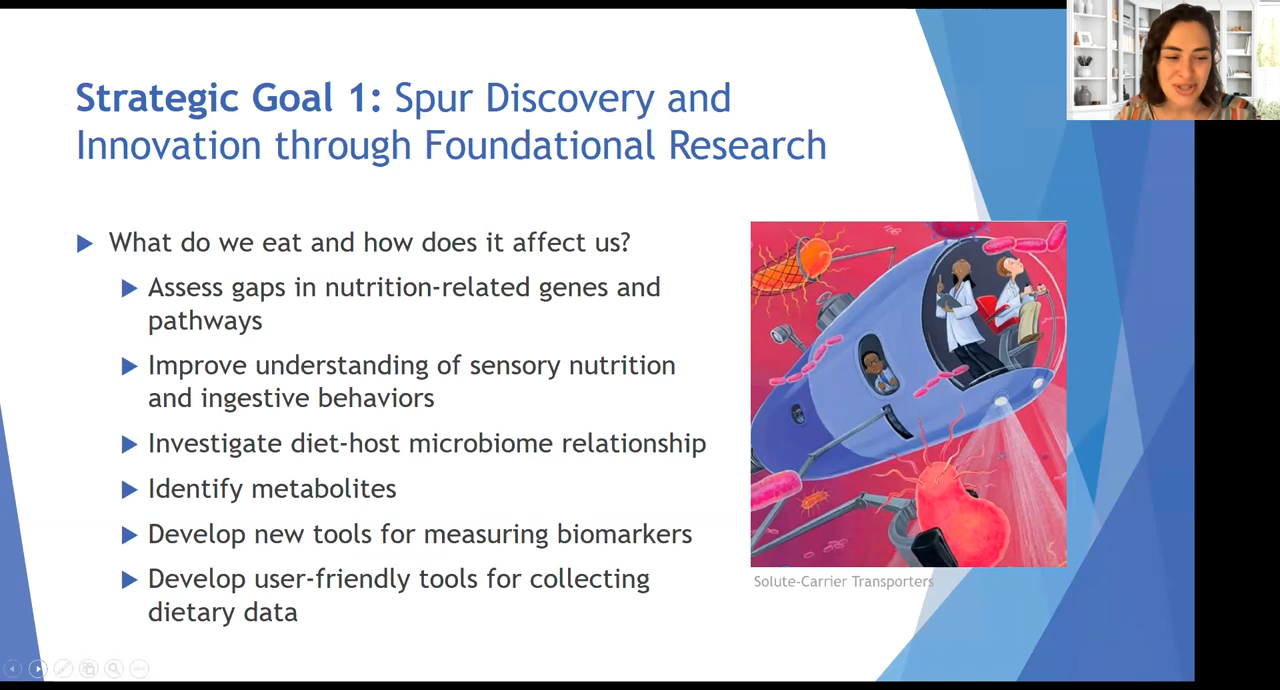 Strategic Goal 1: Spur Discovery and
Innovation through Foundational Research
What do we eat and how does it affect us?
Assess gaps in nutrition-related genes and
pathways
Improve understanding of sensory nutrition
and ingestive behaviors
Investigate diet-host microbiome relationship
Identify metabolites
Develop new tools for measuring biomarkers
Develop user-friendly tools for collecting
dietary data
Solute-Carrier Transporters